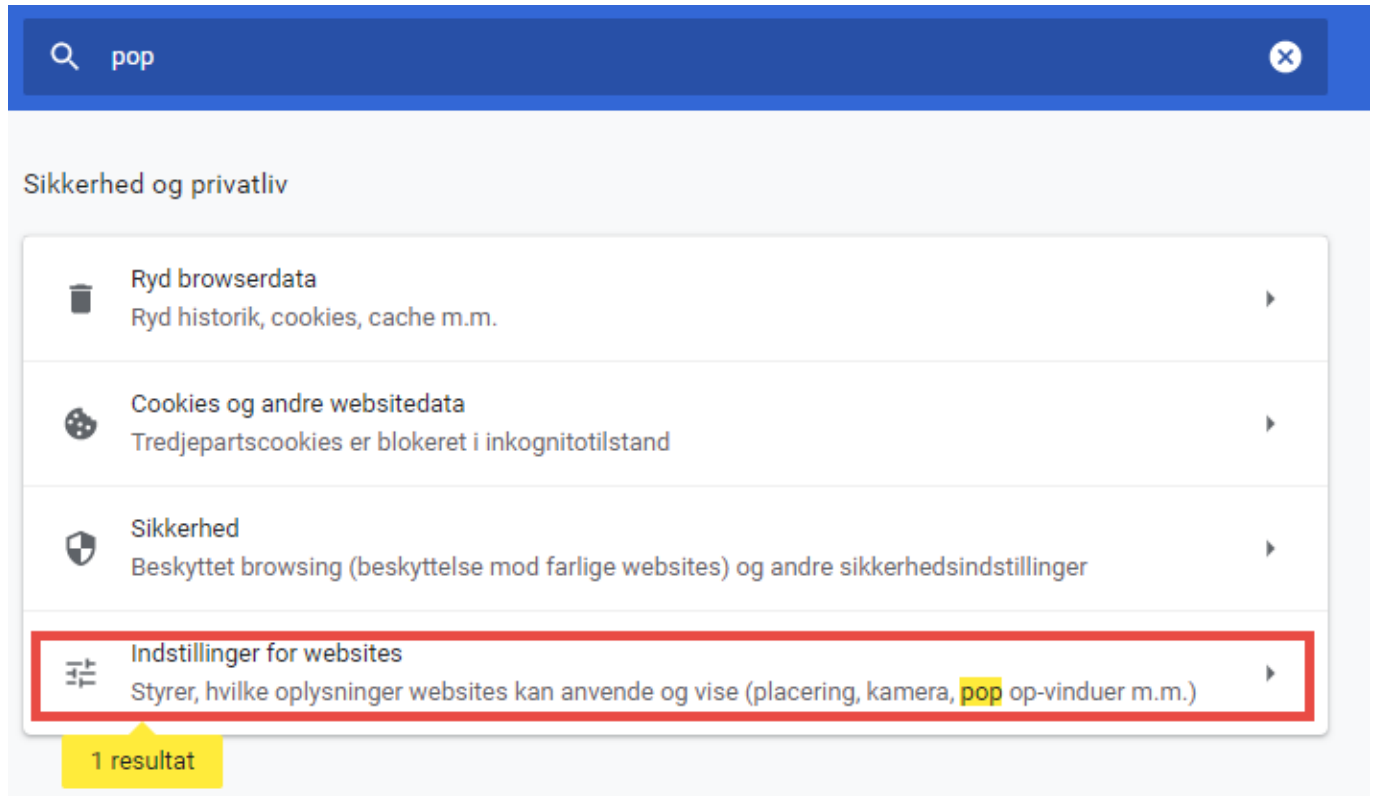 pop
Sikkerhed og privatliv
Ryd browserdata
Ryd historik, cookies, cache m.m.
Cookies og andre websitedata
Tredjepartscookies er blokeret i inkognitotilstand
Sikkerhed
Beskyttet browsing (beskyttelse mod farlige websites) og andre sikkerhedsindstillinger
Indstillinger for websites
Styrer, hvilke oplysninger websites kan anvende og vise (placering, kamera, pop op-vinduer m.m.)
1 resultat